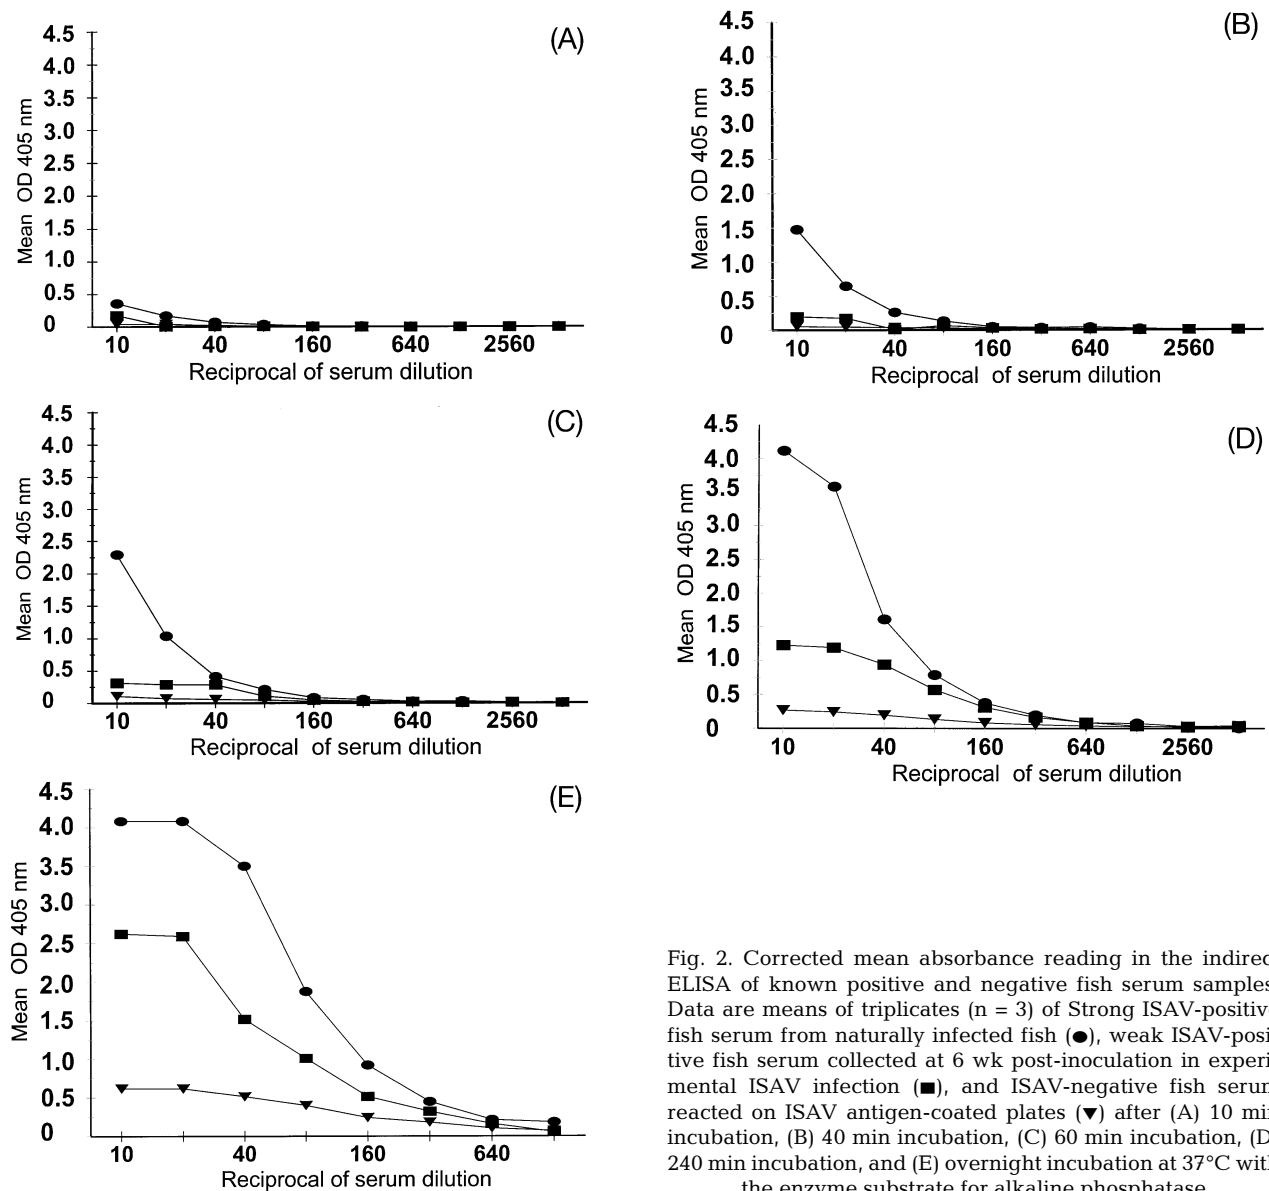 (A)
4.5
4.0
3.5
3.0
2.5
2.0
1.5
1.0
0.5
0
Mean OD 405 nm
10 40 160 640 2560
Reciprocal of serum dilution
(B)
4.5
4.0
3.5
3.0
2.5
2.0
1.5
1.0
0.5
0
Mean OD 405 nm
10 40 160 640 2560
Reciprocal of serum dilution
(C)
4.5
4.0
3.5
3.0
2.5
2.0
1.5
1.0
0.5
0
Mean OD 405 nm
10 40 160 640 2560
Reciprocal of serum dilution
(D)
4.5
4.0
3.5
3.0
2.5
2.0
1.5
1.0
0.5
0
Mean OD 405 nm
10 40 160 640 2560
Reciprocal of serum dilution
(E)
4.5
4.0
3.5
3.0
2.5
2.0
1.5
1.0
0.5
0
Mean OD 405 nm
10 40 160 640
Reciprocal of serum dilution
Fig. 2. Corrected mean absorbance reading in the indirec
ELISA of known positive and negative fish serum samples
Data are means of triplicates (n = 3) of Strong ISAV-positiv
fish serum from naturally infected fish (●), weak ISAV-posi
tive fish serum collected at 6 wk post-inoculation in experi
mental ISAV infection (■), and ISAV-negative fish serum
reacted on ISAV antigen-coated plates (▼) after (A) 10 min
incubation, (B) 40 min incubation, (C) 60 min incubation, (D
240 min incubation, and (E) overnight incubation at 37°C with
the enzyme substrate for alkaline phosphatase